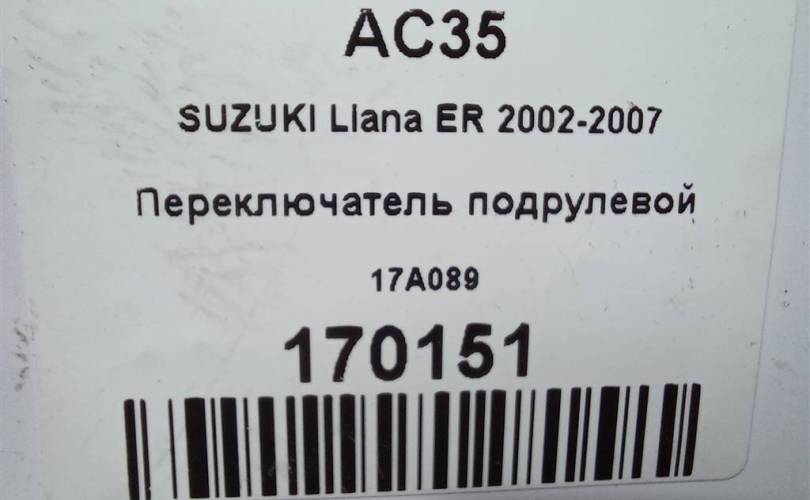 AC35
SUZUKI Liana ER 2002-2007
Переключатель подрулевой
17A089
170151